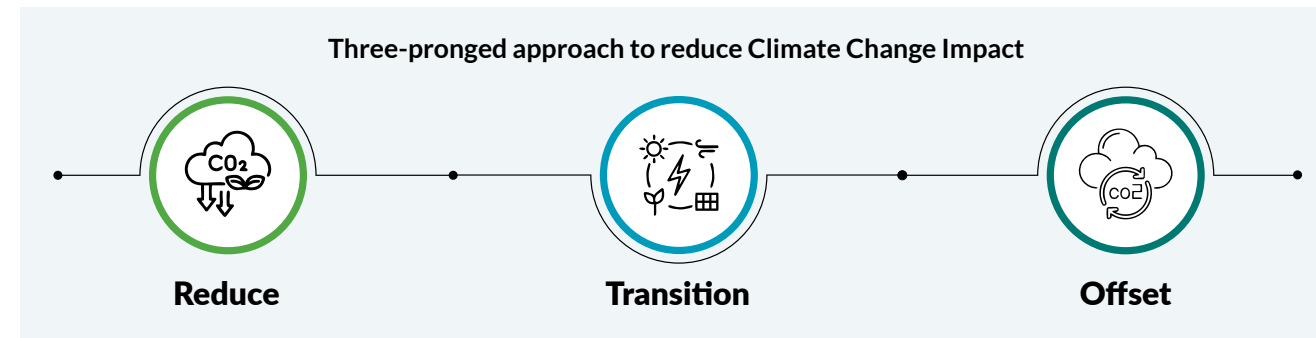 Three-pronged approach to reduce Climate Change Impact
CO₂
co2
Reduce
Transition
Offset